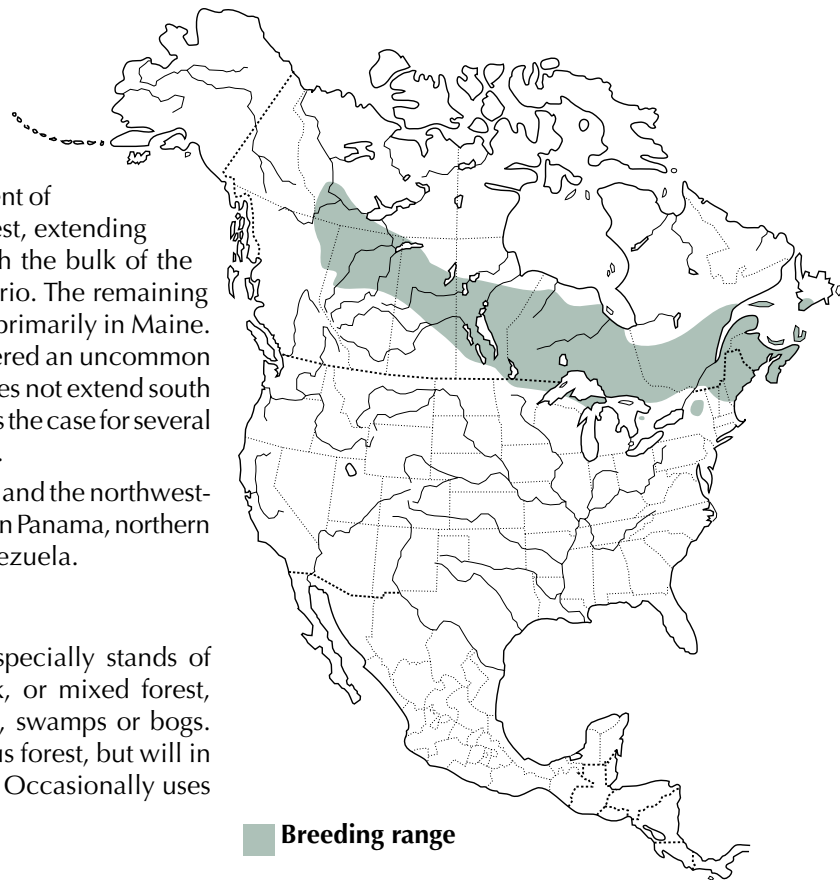 ent of
est, extending
h the bulk of the
rio. The remaining
primarily in Maine.
ered an uncommon
es not extend south
s the case for several
.
and the northwest-
n Panama, northern
ezuela.
specially stands of
k, or mixed forest,
, swamps or bogs.
us forest, but will in
Occasionally uses
Breeding range